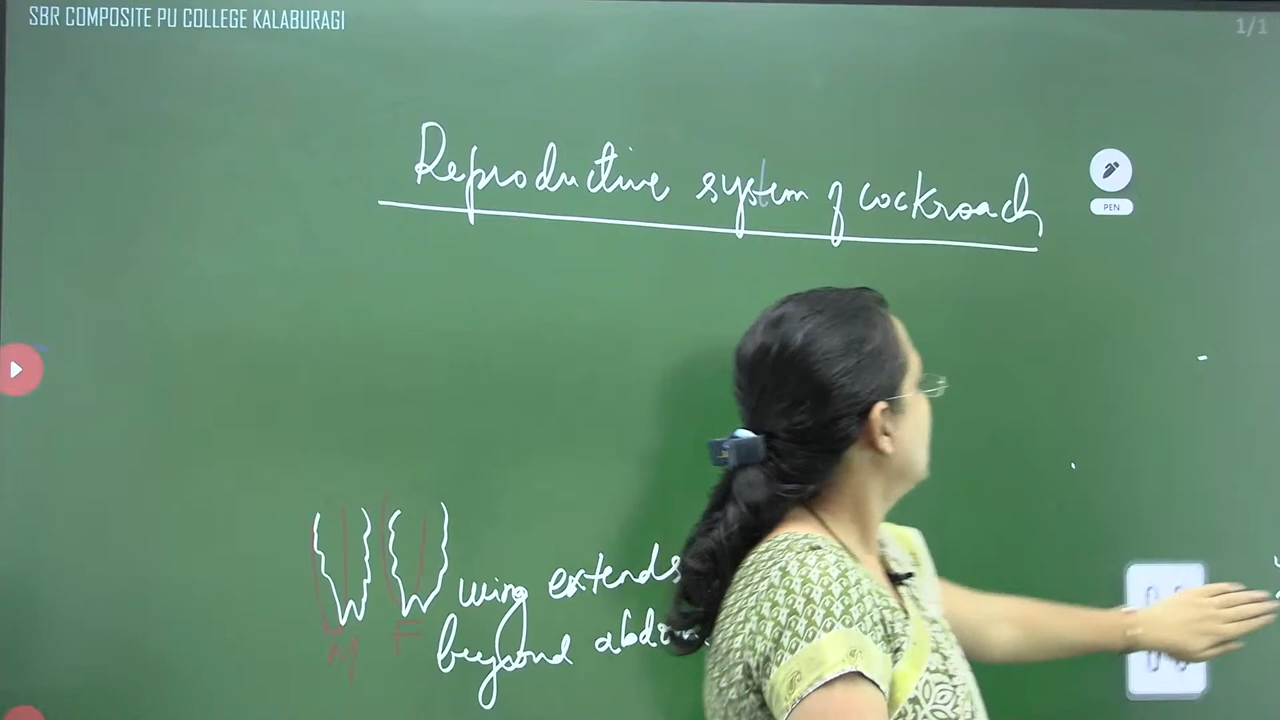 SBR COMPOSITE PU COLLEGE KALABURAGI
1/1
Reproductive system of cockroach
PEN
wing extends
beyond
M F